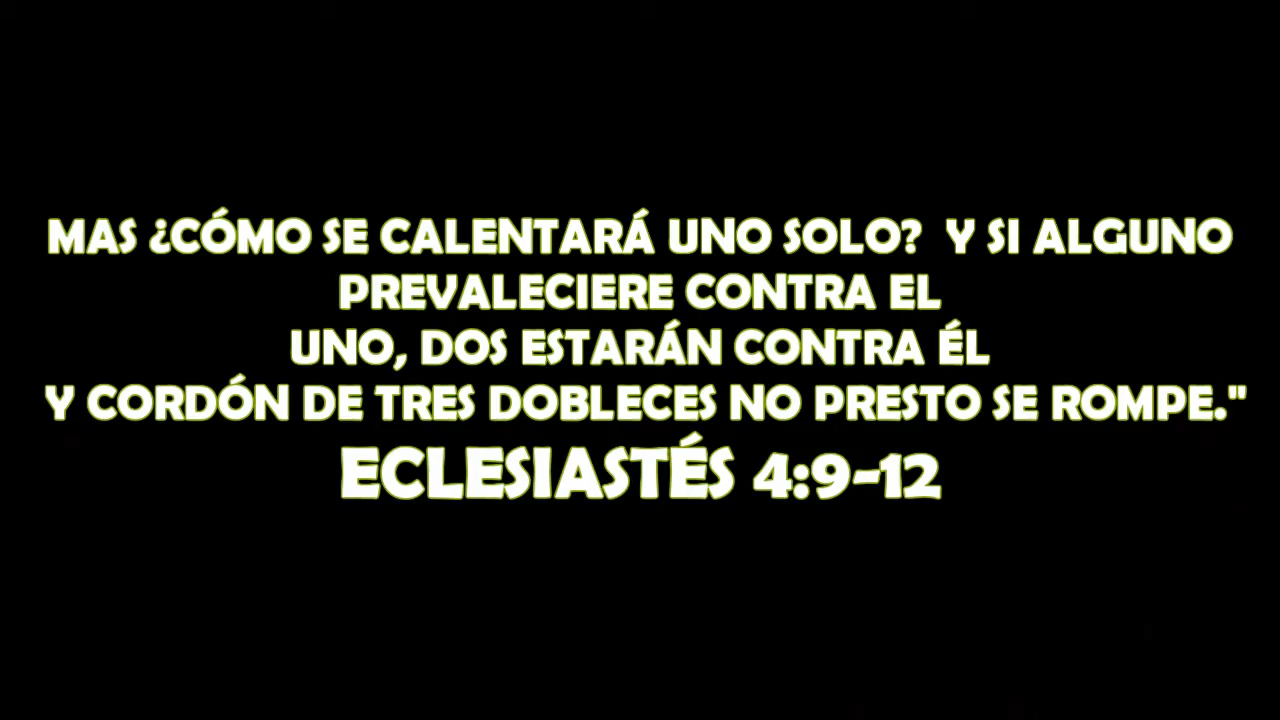 MAS ¿CÓMO SE CALENTARÁ UNO SOLO?  Y SI ALGUNO
PREVALECIERE CONTRA EL
UNO, DOS ESTARÁN CONTRA ÉL
Y CORDÓN DE TRES DOBLECES NO PRESTO SE ROMPE."
ECLESIASTÉS 4:9-12